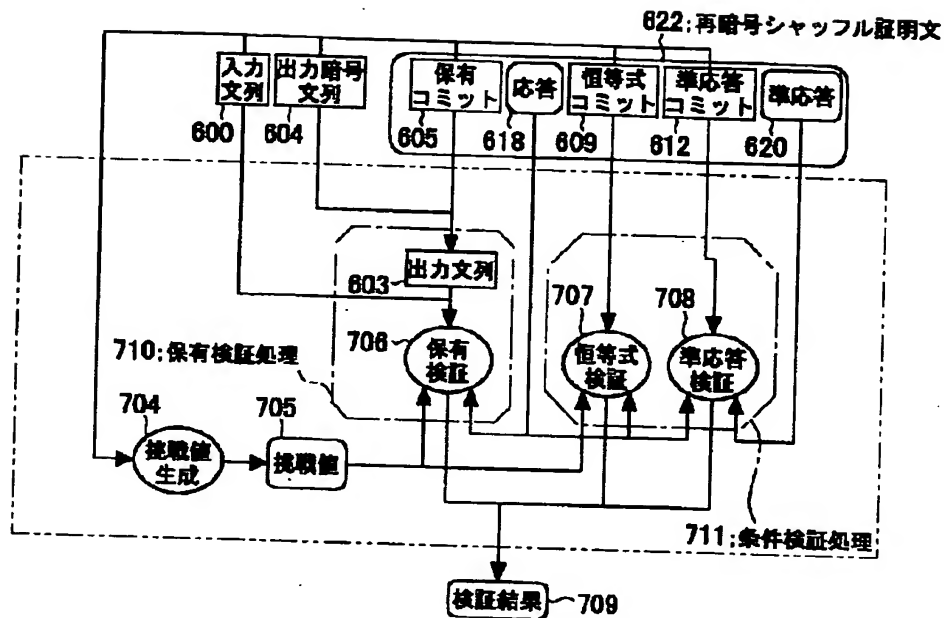 622;再暗号シャッフル証明文
入力
文列
600
出力暗号
文列
604
保有
コミット
605
応答
618
恒等式
コミット
609
準応答
コミット
612
準応答
620
出力文列
603
706
保有
検証
707
恒等式
検証
708
準応答
検証
710;保有検証処理
704
挑戦値
生成
705
挑戦値
711;条件検証処理
検証結果
709